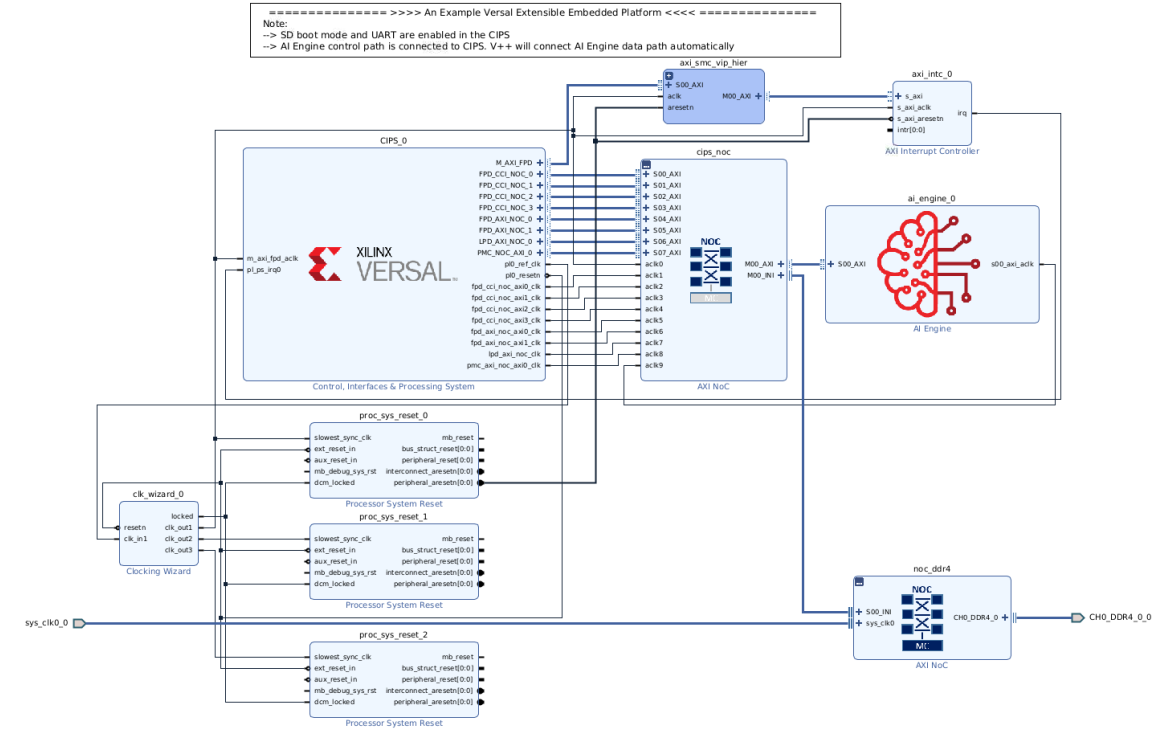 =============== >>>> An Example Versal Extensible Embedded Platform <<<< ===============
Note:
--> SD boot mode and UART are enabled in the CIPS
--> AI Engine control path is connected to CIPS. V++ will connect AI Engine data path automatically
axi_smc_vip_hier
S00_AXI
aclk
aresetn
M00_AXI
axi_intc_0
s_axi
s_axi_aclk
s_axi_aresetn
intr[0:0]
irq
AXI Interrupt Controller
CIPS_0
M_AXI_FPD
FPD_CCI_NOC_0
FPD_CCI_NOC_1
FPD_CCI_NOC_2
FPD_CCI_NOC_3
FPD_AXI_NOC_0
FPD_AXI_NOC_1
LPD_AXI_NOC_0
PMC_NOC_AXI_0
pl0_ref_clk
pl0_resetn
fpd_cci_noc_axi0_clk
fpd_cci_noc_axi1_clk
fpd_cci_noc_axi2_clk
fpd_cci_noc_axi3_clk
fpd_axi_noc_axi0_clk
fpd_axi_noc_axi1_clk
lpd_axi_noc_clk
pmc_axi_noc_axi0_clk
m_axi_fpd_aclk
pl_ps_irq0
XILINX
VERSAL
Control, Interfaces & Processing System
cips_noc
S00_AXI
S01_AXI
S02_AXI
S03_AXI
S04_AXI
S05_AXI
S06_AXI
S07_AXI
aclk0
aclk1
aclk2
aclk3
aclk4
aclk5
aclk6
aclk7
aclk8
aclk9
NOC
MC
M00_AXI
M00_INI
AXI NoC
ai_engine_0
S00_AXI
s00_axi_aclk
AI Engine
proc_sys_reset_0
slowest_sync_clk
ext_reset_in
aux_reset_in
mb_debug_sys_rst
dcm_locked
mb_reset
bus_struct_reset[0:0]
peripheral_reset[0:0]
interconnect_aresetn[0:0]
peripheral_aresetn[0:0]
Processor System Reset
clk_wizard_0
resetn
clk_in1
locked
clk_out1
clk_out2
clk_out3
Clocking Wizard
proc_sys_reset_1
slowest_sync_clk
ext_reset_in
aux_reset_in
mb_debug_sys_rst
dcm_locked
mb_reset
bus_struct_reset[0:0]
peripheral_reset[0:0]
interconnect_aresetn[0:0]
peripheral_aresetn[0:0]
Processor System Reset
sys_clk0_0
proc_sys_reset_2
slowest_sync_clk
ext_reset_in
aux_reset_in
mb_debug_sys_rst
dcm_locked
mb_reset
bus_struct_reset[0:0]
peripheral_reset[0:0]
interconnect_aresetn[0:0]
peripheral_aresetn[0:0]
Processor System Reset
noc_ddr4
S00_INI
sys_clk0
NOC
MC
CH0_DDR4_0
AXI NoC
CH0_DDR4_0_0